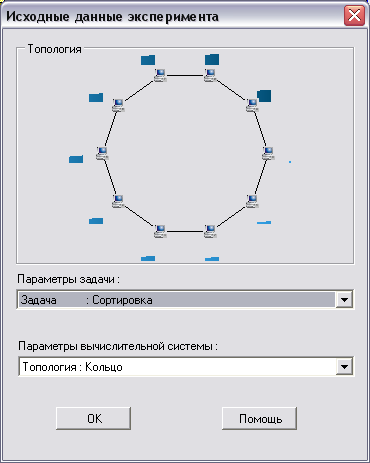 Исходные данные эксперимента
Топология
Параметры задачи :
Задача : Сортировка
Параметры вычислительной системы :
Топология : Кольцо
OK
Помощь